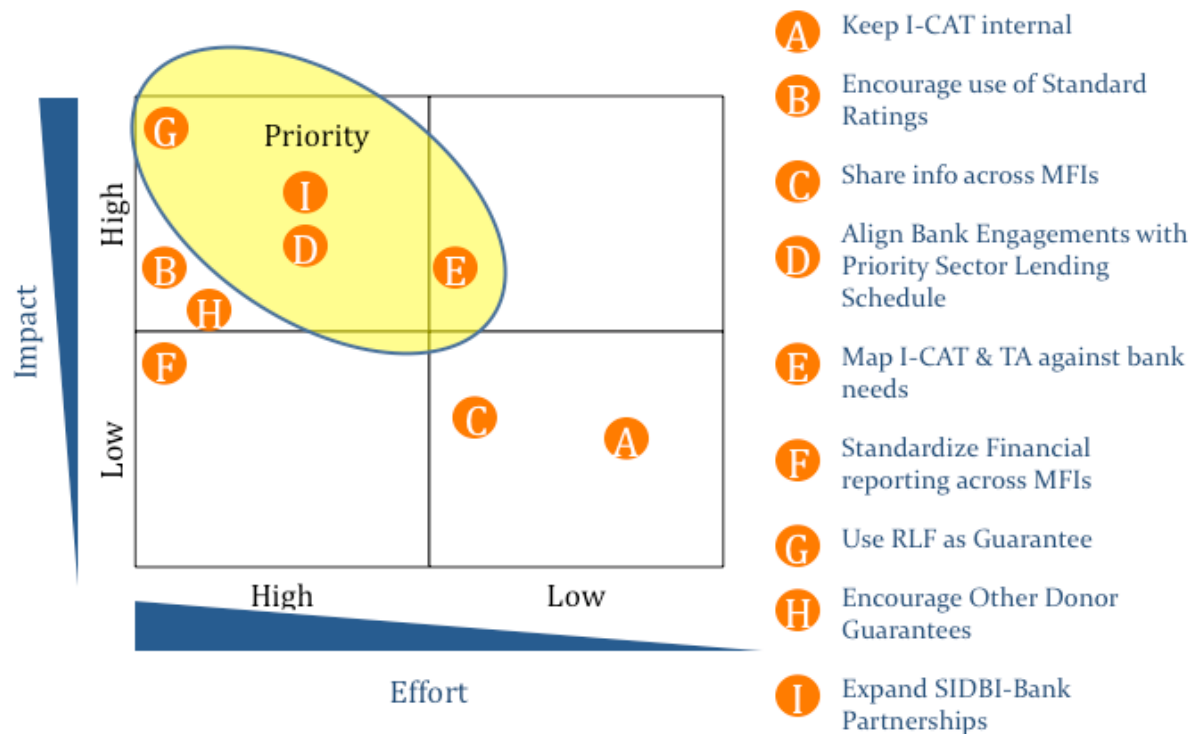 Impact
High
Low
Priority
G
I
D
B
E
H
F
C
A
High
Low
Effort
A Keep I-CAT internal
B Encourage use of Standard
Ratings
C Share info across MFIs
D Align Bank Engagements with
Priority Sector Lending
Schedule
E Map I-CAT & TA against bank
needs
F Standardize Financial
reporting across MFIs
G Use RLF as Guarantee
H Encourage Other Donor
Guarantees
I Expand SIDBI-Bank
Partnerships